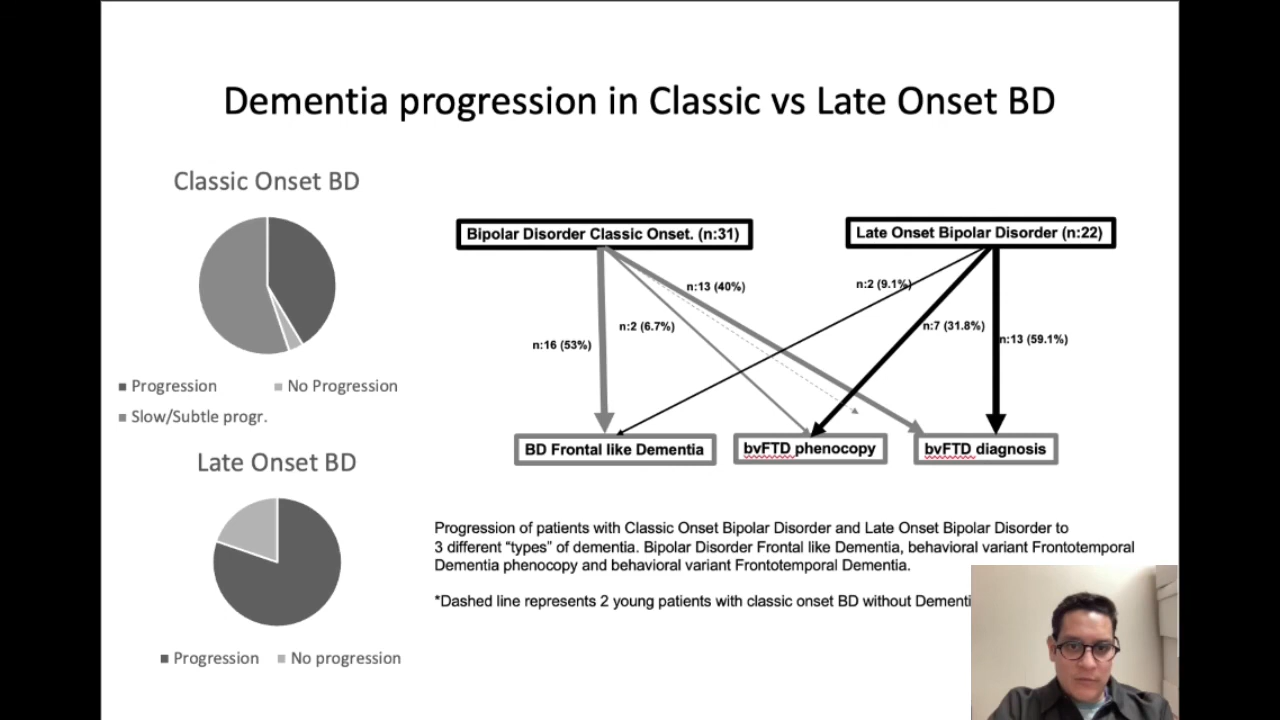 Dementia progression in Classic vs Late Onset BD
Classic Onset BD
Progression
No Progression
Slow/Subtle progr.
Late Onset BD
Progression
No progression
Bipolar Disorder Classic Onset. (n:31)
Late Onset Bipolar Disorder (n:22)
n:13 (40%)
n:2 (9.1%)
n:2 (6.7%)
n:7 (31.8%)
n:16 (53%)
n:13 (59.1%)
BD Frontal like Dementia
bvFTD phenocopy
bvFTD diagnosis
Progression of patients with Classic Onset Bipolar Disorder and Late Onset Bipolar Disorder to
3 different “types” of dementia. Bipolar Disorder Frontal like Dementia, behavioral variant Frontotemporal
Dementia phenocopy and behavioral variant Frontotemporal Dementia.
*Dashed line represents 2 young patients with classic onset BD without Dementi